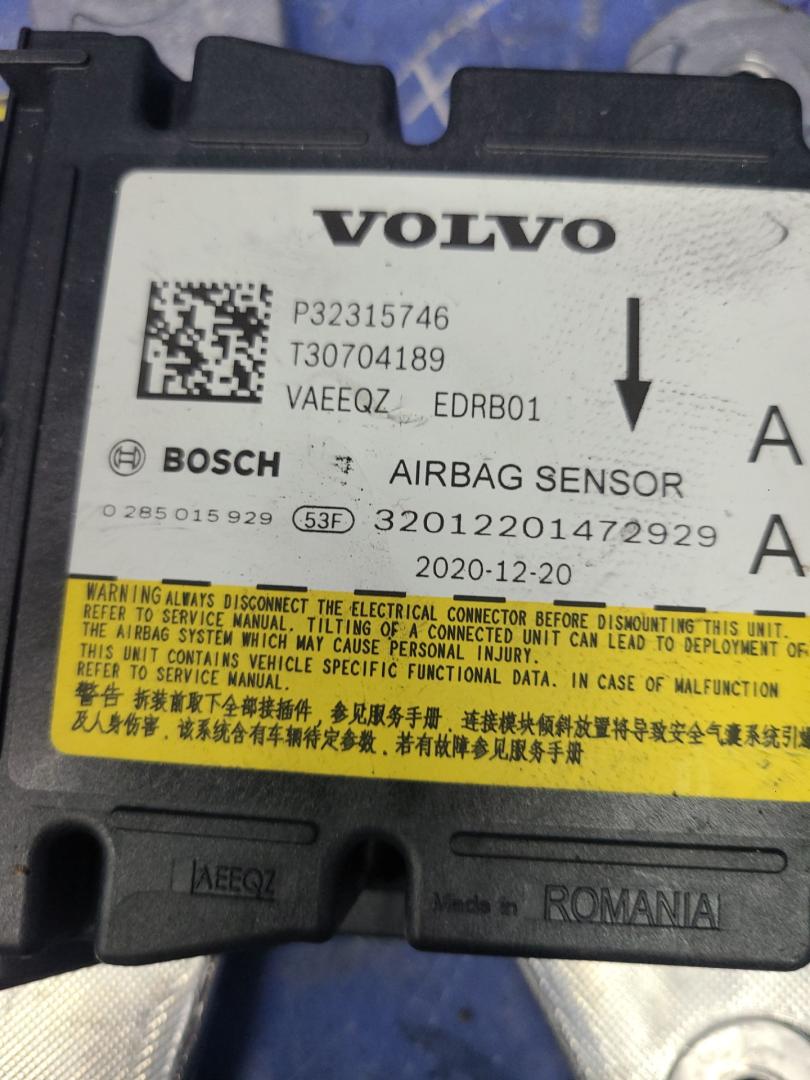 VOLVO
P32315746
T30704189
VAEEQZ EDRB01
BOSCH AIRBAG SENSOR A
0 285 015 929 53F 32012201472929 A
2020-12-20
WARNING ALWAYS DISCONNECT THE ELECTRICAL CONNECTOR BEFORE DISMOUNTING THIS UNIT.
REFER TO SERVICE MANUAL. TILTING OF A CONNECTED UNIT CAN LEAD TO DEPLOYMENT OF
THE AIRBAG SYSTEM WHICH MAY CAUSE PERSONAL INJURY.
THIS UNIT CONTAINS VEHICLE SPECIFIC FUNCTIONAL DATA. IN CASE OF MALFUNCTION
REFER TO SERVICE MANUAL.
警告 拆装前取下全部接插件，参见服务手册．连接模块倾斜放置将导致安全气囊系统引爆
及人身伤害．该系统含有车辆特定参数．若有故障参见服务手册
VAEEQZ
Made in ROMANIA